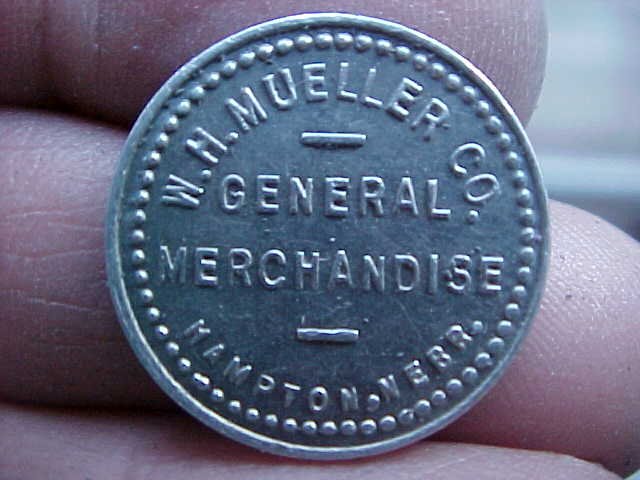 W.H. MUELLER CO.
GENERAL
MERCHANDISE
HAMPTON, NEBR.